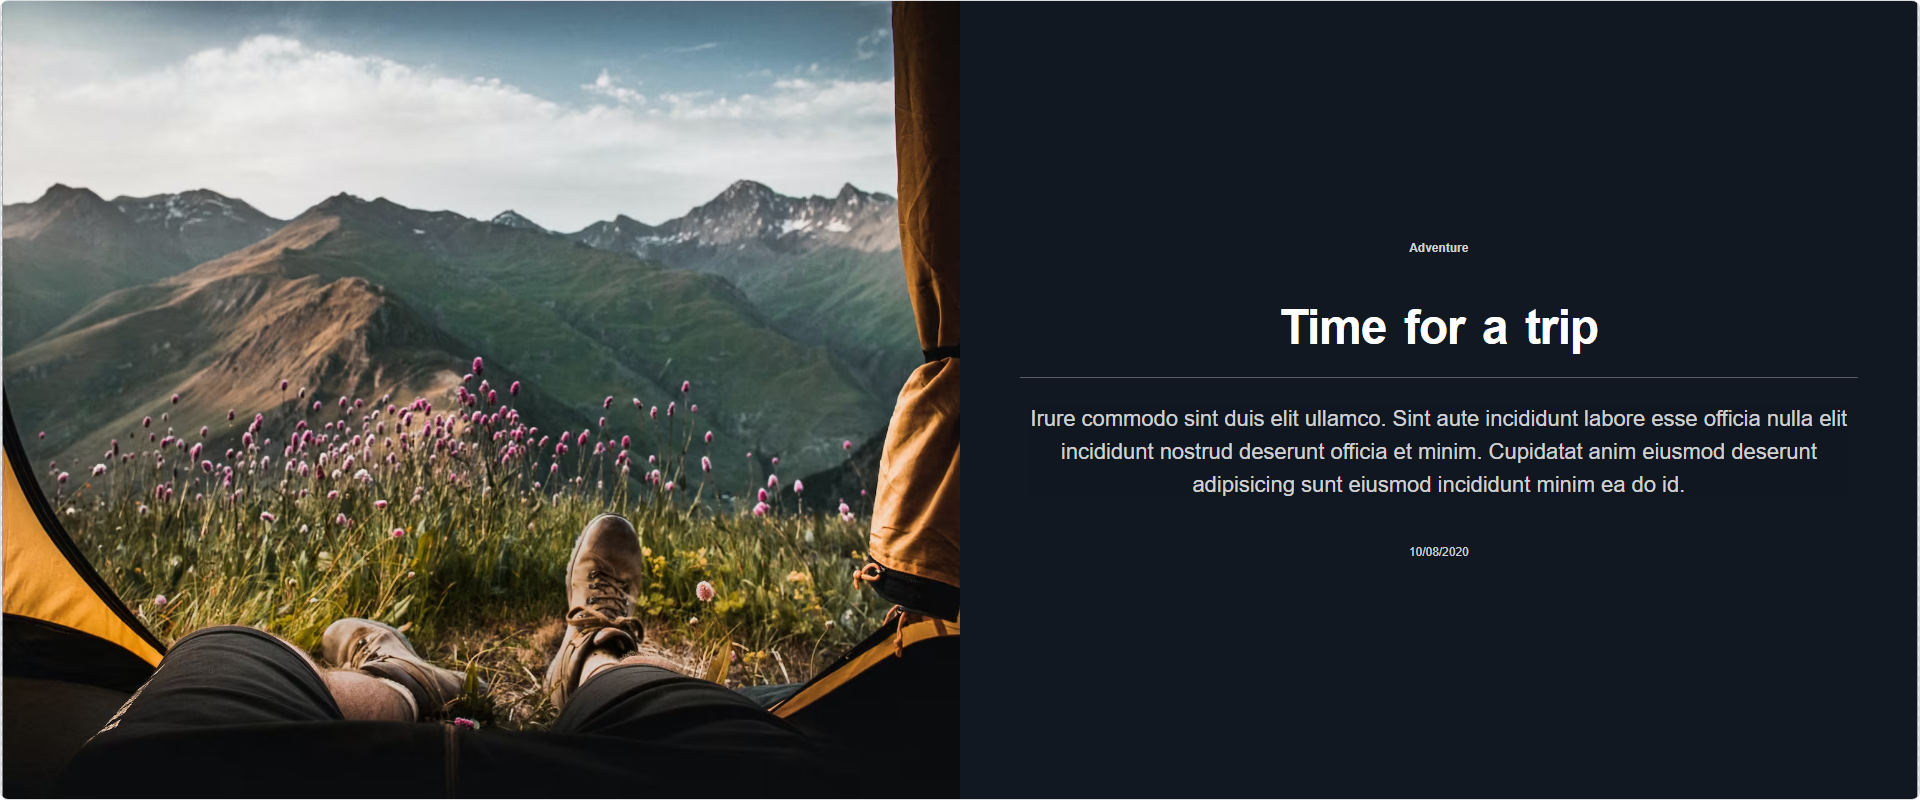 Adventure
Time for a trip
Irure commodo sint duis elit ullamco. Sint aute incididunt labore esse officia nulla elit
incididunt nostrud deserunt officia et minim. Cupidatat anim eiusmod deserunt
adipisicing sunt eiusmod incididunt minim ea do id.
10/08/2020